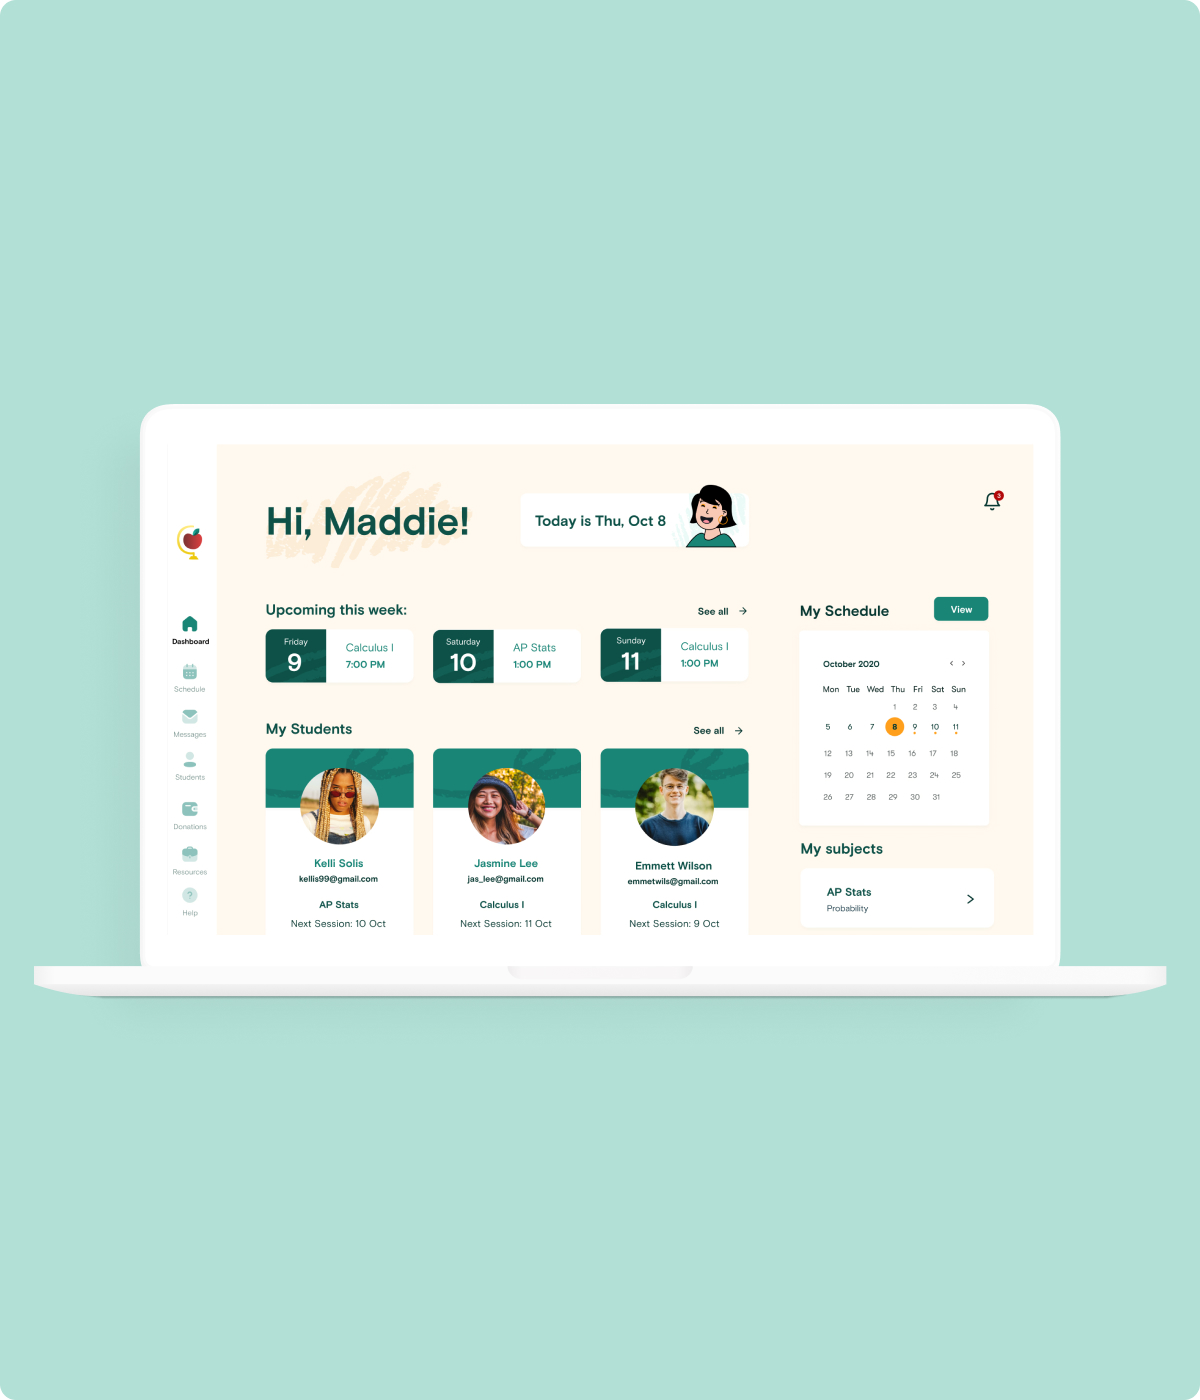 Hi, Maddie!
Today is Thu, Oct 8
3
Dashboard
Schedule
Messages
Students
Donations
Resources
Help
Upcoming this week:
See all
Friday
9
Calculus I
7:00 PM
Saturday
10
AP Stats
1:00 PM
Sunday
11
Calculus I
1:00 PM
My Students
See all
Kelli Solis
kellis99@gmail.com
AP Stats
Next Session: 10 Oct
Jasmine Lee
jas_lee@gmail.com
Calculus I
Next Session: 11 Oct
Emmett Wilson
emmetwils@gmail.com
Calculus I
Next Session: 9 Oct
My Schedule
View
October 2020
Mon Tue Wed Thu Fri Sat Sun
1 2 3 4
5 6 7 8 9 10 11
12 13 14 15 16 17 18
19 20 21 22 23 24 25
26 27 28 29 30 31
My subjects
AP Stats
Probability